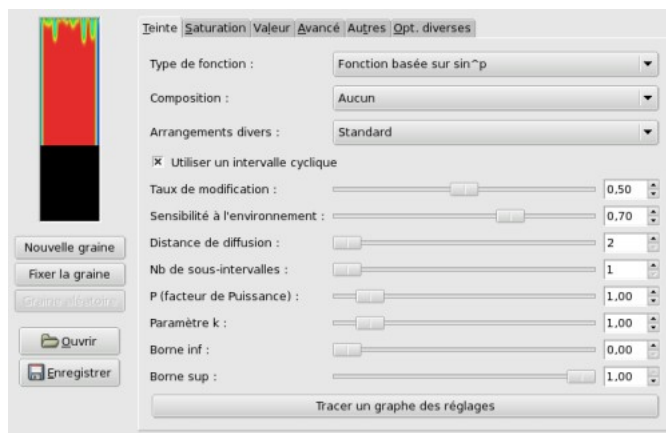 Teinte Saturation Valeur Avancé Autres Opt. diverses
Type de fonction : Fonction basée sur sin^p
Composition : Aucun
Arrangements divers : Standard
Utiliser un intervalle cyclique
Taux de modification : 0,50
Sensibilité à l'environnement : 0,70
Distance de diffusion : 2
Nb de sous-intervalles : 1
P (facteur de Puissance) : 1,00
Paramètre k : 1,00
Borne inf : 0,00
Borne sup : 1,00
Tracer un graphe des réglages
Nouvelle graine
Fixer la graine
Graine aléatoire
Ouvrir
Enregistrer